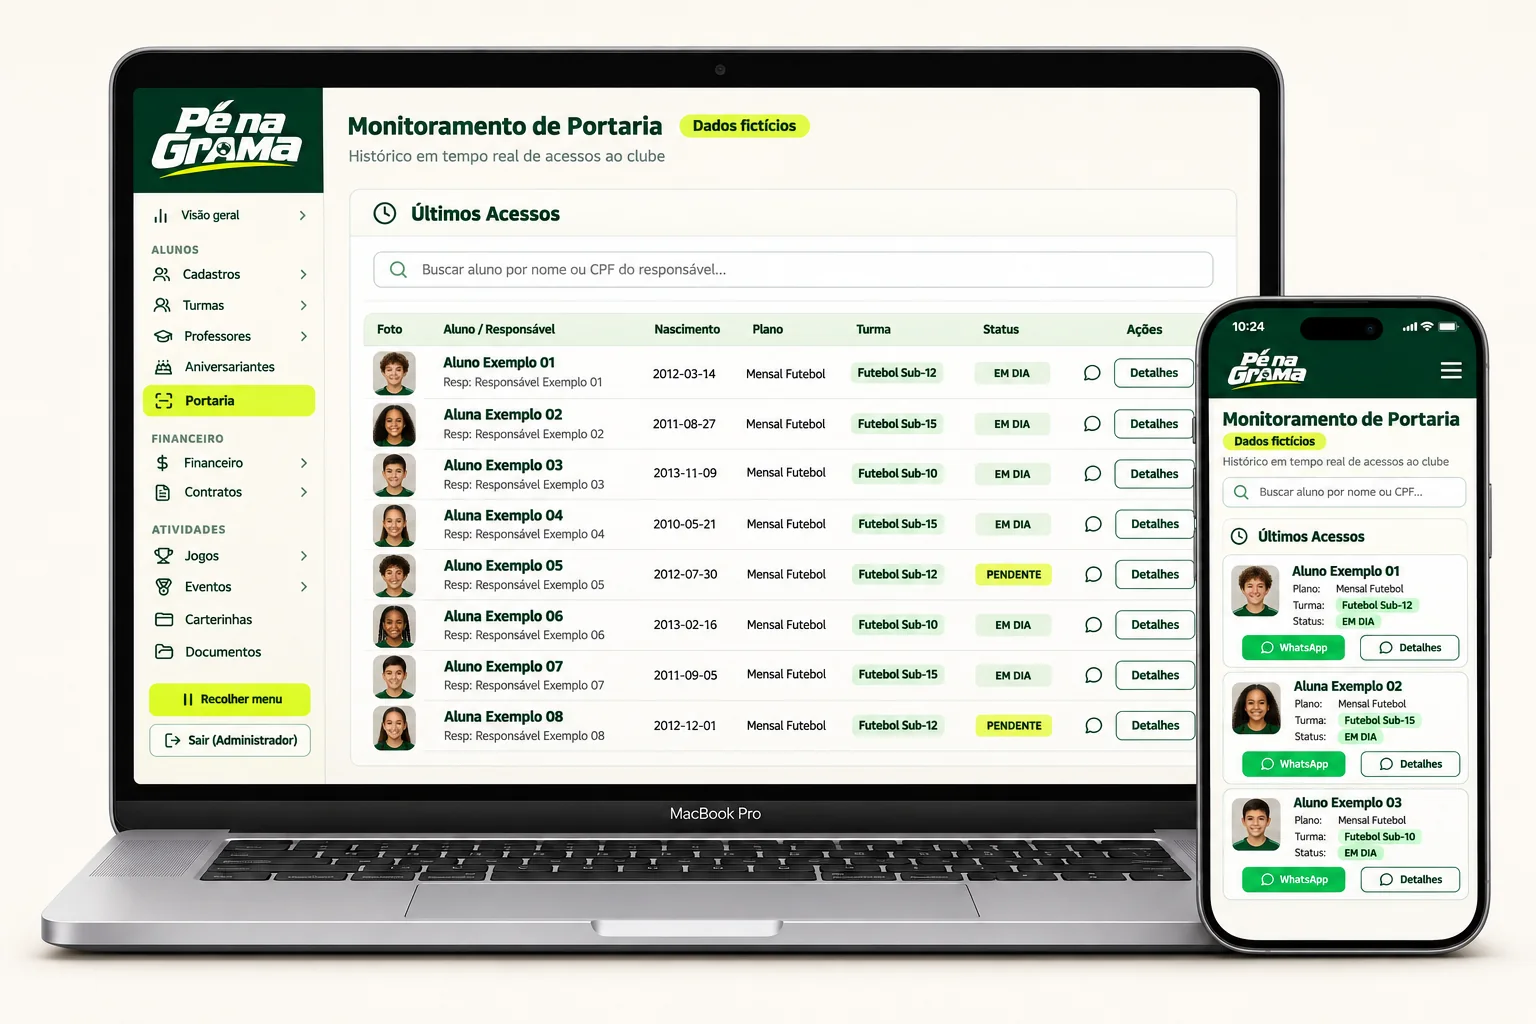 Pé na
GRAMA
Visão geral
ALUNOS
Cadastros
Turmas
Professores
Aniversariantes
Portaria
FINANCEIRO
Financeiro
Contratos
ATIVIDADES
Jogos
Eventos
Carterinhas
Documentos
Recolher menu
Sair (Administrador)
Monitoramento de Portaria Dados fictícios
Histórico em tempo real de acessos ao clube
Últimos Acessos
Buscar aluno por nome ou CPF do responsável...
Foto Aluno / Responsável Nascimento Plano Turma Status Ações
Aluno Exemplo 01
Resp: Responsável Exemplo 01 2012-03-14 Mensal Futebol Futebol Sub-12 EM DIA Detalhes
Aluna Exemplo 02
Resp: Responsável Exemplo 02 2011-08-27 Mensal Futebol Futebol Sub-15 EM DIA Detalhes
Aluno Exemplo 03
Resp: Responsável Exemplo 03 2013-11-09 Mensal Futebol Futebol Sub-10 EM DIA Detalhes
Aluna Exemplo 04
Resp: Responsável Exemplo 04 2010-05-21 Mensal Futebol Futebol Sub-15 EM DIA Detalhes
Aluno Exemplo 05
Resp: Responsável Exemplo 05 2012-07-30 Mensal Futebol Futebol Sub-12 PENDENTE Detalhes
Aluna Exemplo 06
Resp: Responsável Exemplo 06 2013-02-16 Mensal Futebol Futebol Sub-10 EM DIA Detalhes
Aluno Exemplo 07
Resp: Responsável Exemplo 07 2011-09-05 Mensal Futebol Futebol Sub-15 EM DIA Detalhes
Aluna Exemplo 08
Resp: Responsável Exemplo 08 2012-12-01 Mensal Futebol Futebol Sub-12 PENDENTE Detalhes
MacBook Pro
10:24
Pé na
GRAMA
Monitoramento de Portaria
Dados fictícios
Histórico em tempo real de acessos ao clube
Buscar aluno por nome ou CPF...
Últimos Acessos
Aluno Exemplo 01
Plano: Mensal Futebol
Turma: Futebol Sub-12
Status: EM DIA
WhatsApp Detalhes
Aluna Exemplo 02
Plano: Mensal Futebol
Turma: Futebol Sub-15
Status: EM DIA
WhatsApp Detalhes
Aluno Exemplo 03
Plano: Mensal Futebol
Turma: Futebol Sub-10
Status: EM DIA
WhatsApp Detalhes